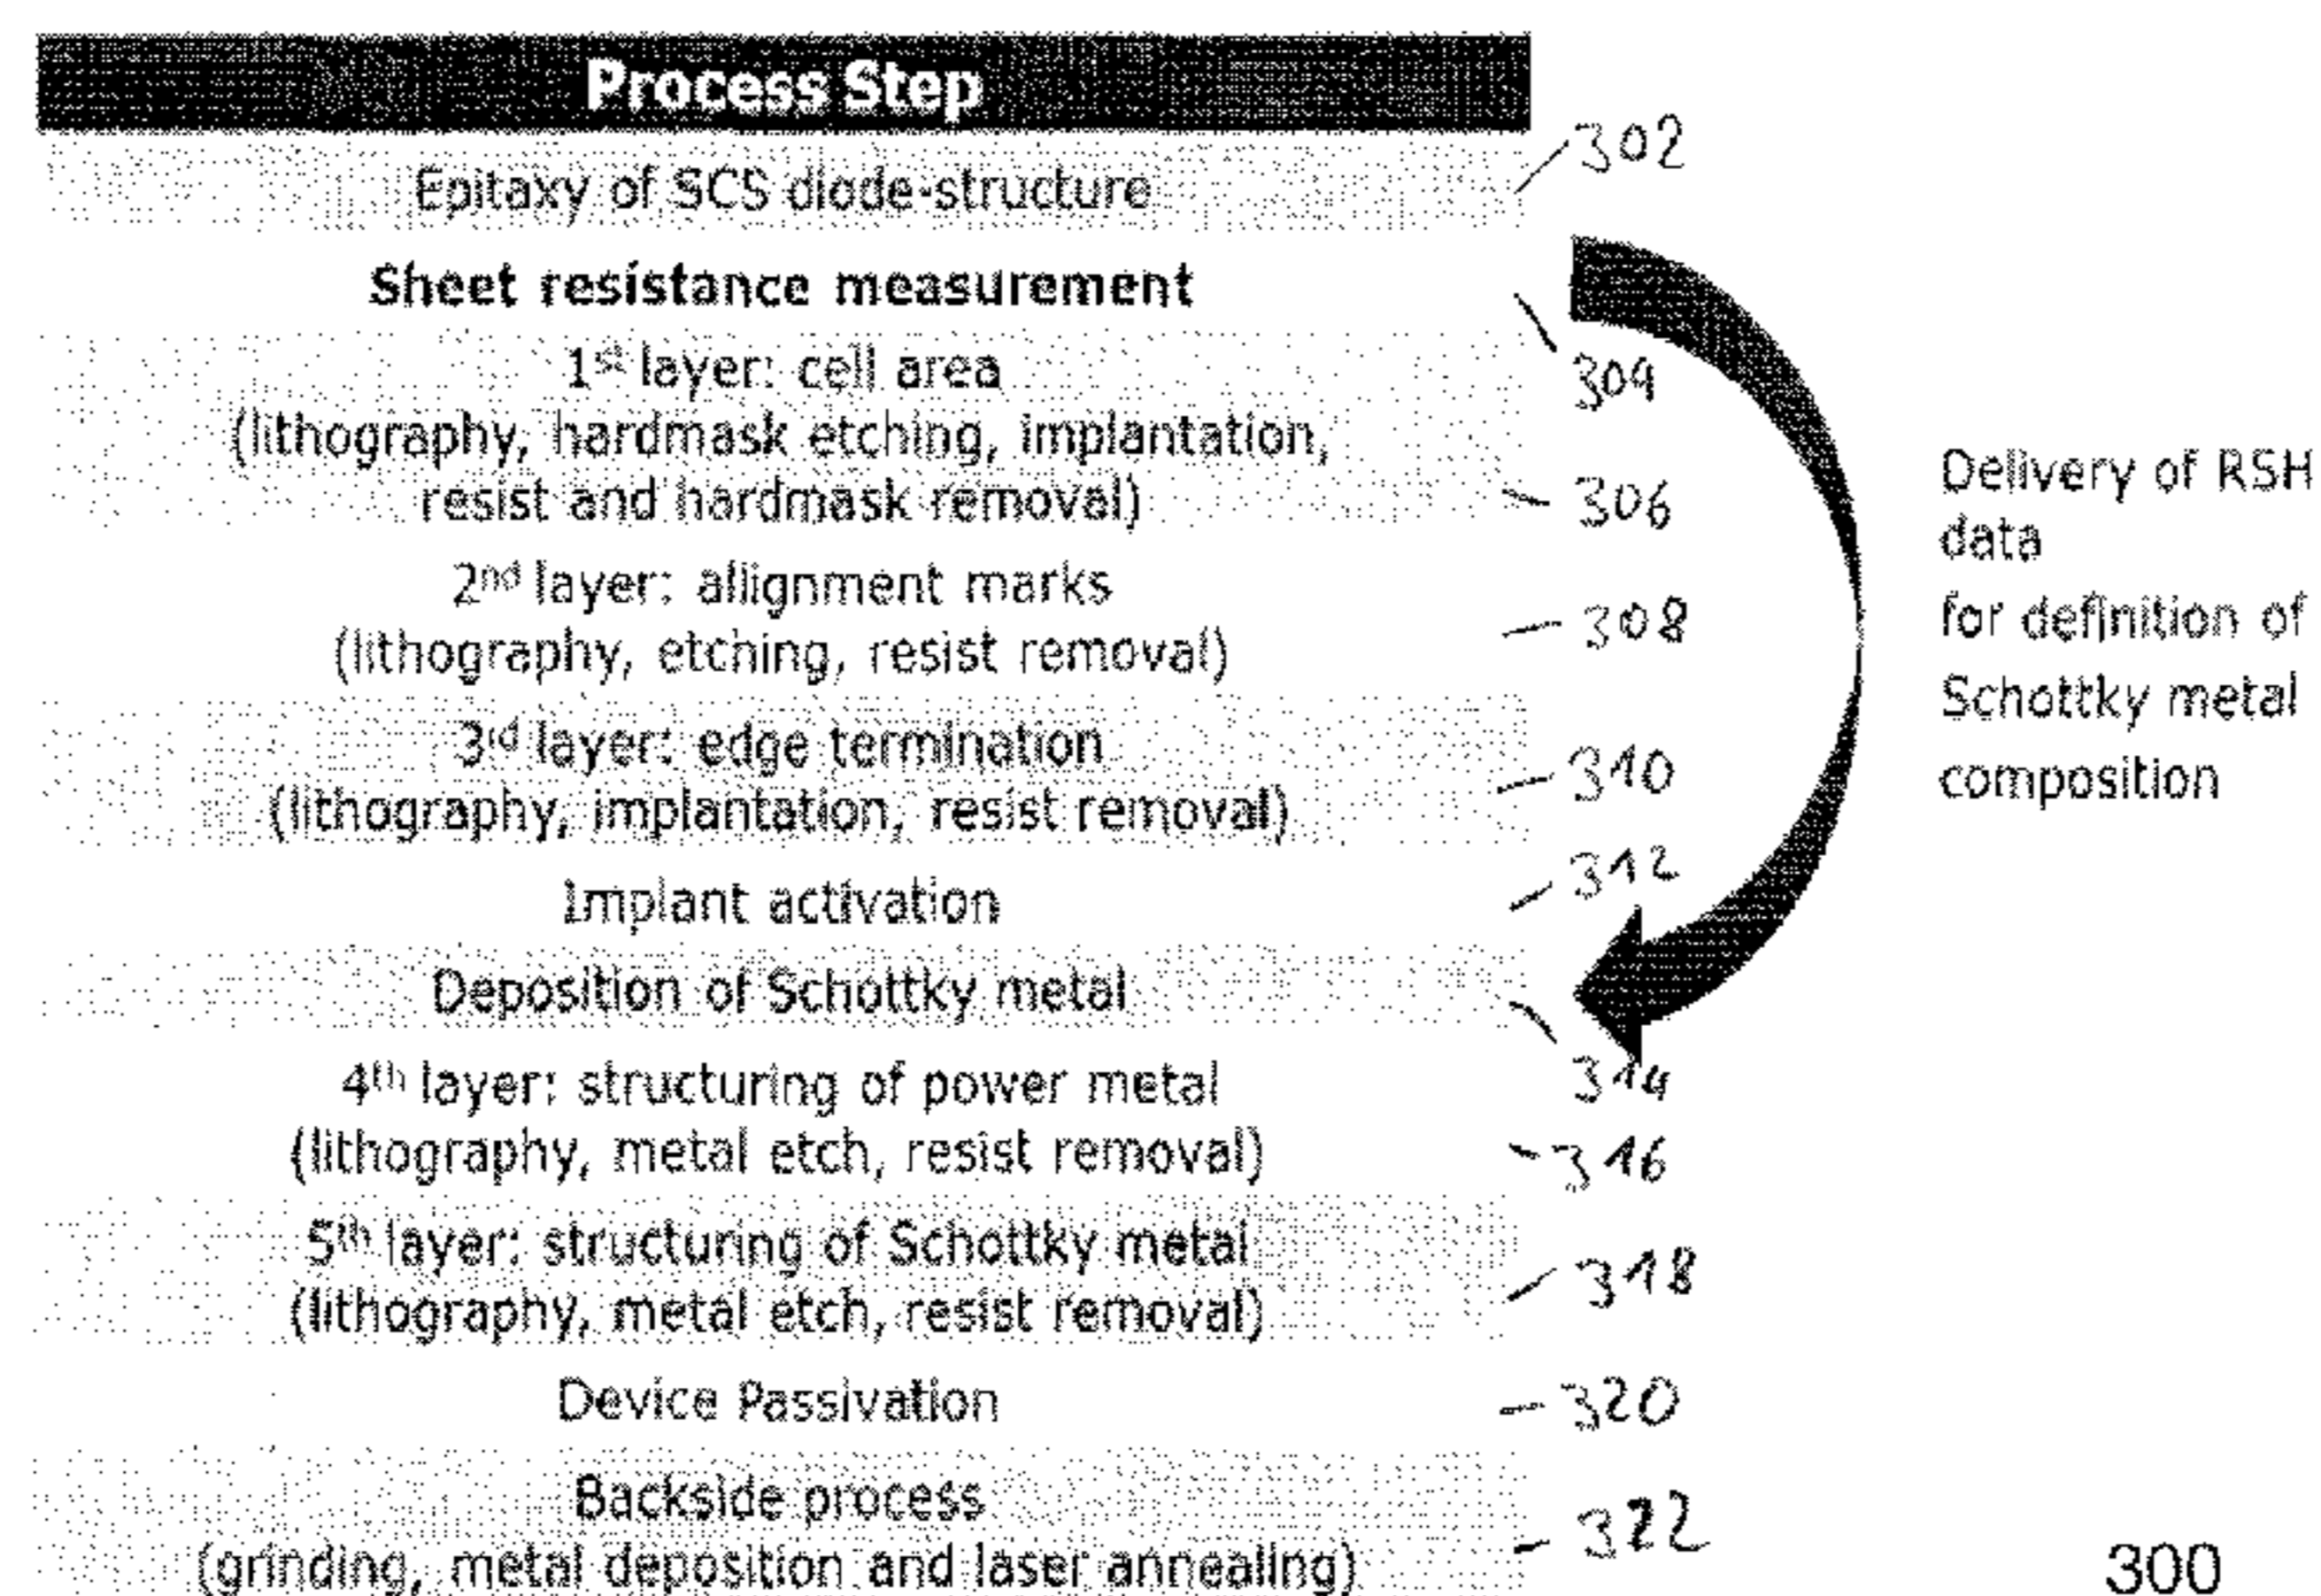 Process Step
302
Epitaxy of SCS diode-structure
Sheet resistance measurement
304
1st layer: cell area
(lithography, hardmask etching, implantation,
resist and hardmask removal)
306
2nd layer: allignment marks
(lithography, etching, resist removal)
308
3rd layer: edge termination
(lithography, implantation, resist removal)
310
Implant activation
312
Deposition of Schottky metal
314
4th layer: structuring of power metal
(lithography, metal etch, resist removal)
316
5th layer: structuring of Schottky metal
(lithography, metal etch, resist removal)
318
Device Passivation
320
Backside process
(grinding, metal deposition and laser annealing)
322
Delivery of RSH
data
for definition of
Schottky metal
composition
300